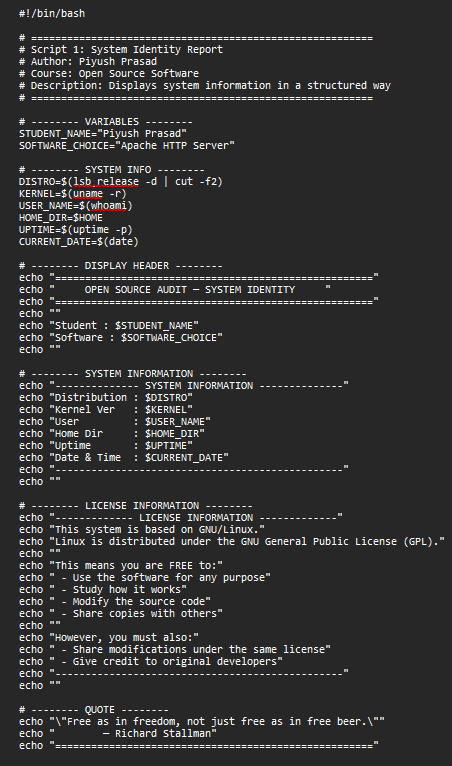 #!/bin/bash
# =======================================================
# Script 1: System Identity Report
# Author: Piyush Prasad
# Course: Open Source Software
# Description: Displays system information in a structured way
# =======================================================
# -------- VARIABLES --------
STUDENT_NAME="Piyush Prasad"
SOFTWARE_CHOICE="Apache HTTP Server"
# -------- SYSTEM INFO --------
DISTRO=$(lsb_release -d | cut -f2)
KERNEL=$(uname -r)
USER_NAME=$(whoami)
HOME_DIR=$HOME
UPTIME=$(uptime -p)
CURRENT_DATE=$(date)
# -------- DISPLAY HEADER --------
echo "==================================================="
echo "     OPEN SOURCE AUDIT — SYSTEM IDENTITY     "
echo "==================================================="
echo ""
echo "Student : $STUDENT_NAME"
echo "Software : $SOFTWARE_CHOICE"
echo ""
# -------- SYSTEM INFORMATION --------
echo "-------------- SYSTEM INFORMATION --------------"
echo "Distribution : $DISTRO"
echo "Kernel Ver   : $KERNEL"
echo "User         : $USER_NAME"
echo "Home Dir     : $HOME_DIR"
echo "Uptime       : $UPTIME"
echo "Date & Time  : $CURRENT_DATE"
echo "----------------------------------------------"
echo ""
# -------- LICENSE INFORMATION --------
echo "------------- LICENSE INFORMATION -------------"
echo "This system is based on GNU/Linux."
echo "Linux is distributed under the GNU General Public License (GPL)."
echo ""
echo "This means you are FREE to:"
echo " - Use the software for any purpose"
echo " - Study how it works"
echo " - Modify the source code"
echo " - Share copies with others"
echo ""
echo "However, you must also:"
echo " - Share modifications under the same license"
echo " - Give credit to original developers"
echo "----------------------------------------------"
echo ""
# -------- QUOTE --------
echo "\"Free as in freedom, not just free as in free beer.\""
echo "        — Richard Stallman"
echo "==================================================="